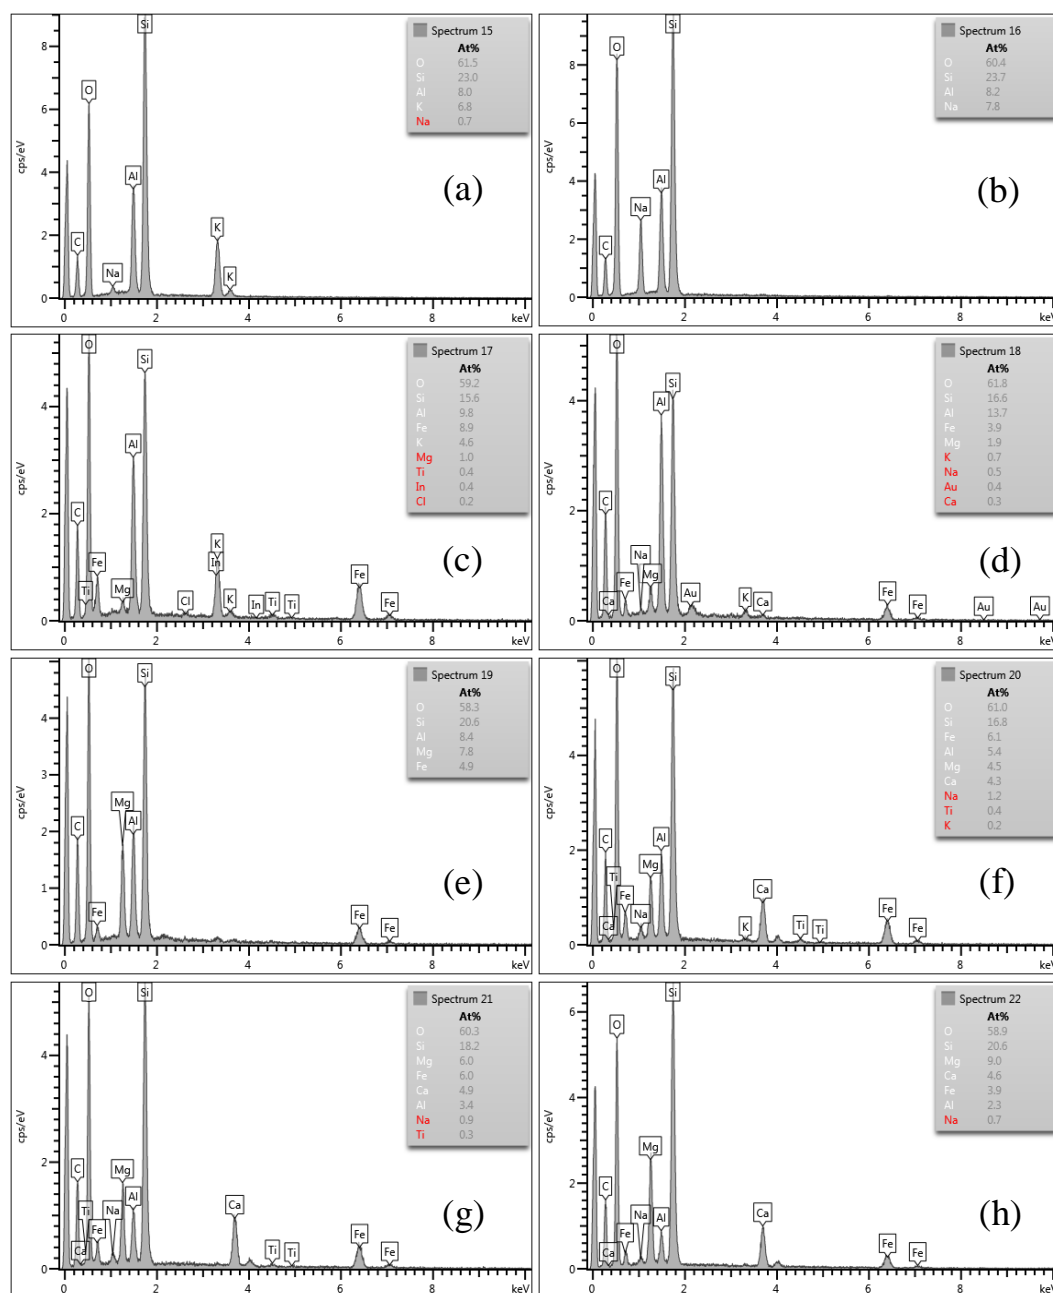 Spectrum 15
At%
O 61.5
Si 23.0
Al 8.0
K 6.8
Na 0.7
cps/eV
8
6
4
2
0
C
O
Na
Al
Si
K
K
(a)
0 2 4 6 8 keV
Spectrum 16
At%
O 60.4
Si 23.7
Al 8.2
Na 7.8
cps/eV
8
6
4
2
0
C
O
Na
Al
Si
(b)
0 2 4 6 8 keV
Spectrum 17
At%
O 59.2
Si 15.6
Al 9.8
Fe 8.9
K 4.6
Mg 1.0
Ti 0.4
In 0.4
Cl 0.2
cps/eV
4
2
0
C
Ti
O
Fe
Mg
Al
Si
Cl
K
In
K
In
Ti
Ti
Fe
Fe
(c)
0 2 4 6 8 keV
Spectrum 18
At%
O 61.8
Si 16.6
Al 13.7
Fe 3.9
Mg 1.9
K 0.7
Na 0.5
Au 0.4
Ca 0.3
cps/eV
4
2
0
C
Ca
O
Fe
Na
Mg
Al
Si
Au
K
Ca
Fe
Fe
Au
Au
(d)
0 2 4 6 8 keV
Spectrum 19
At%
O 58.3
Si 20.6
Al 8.4
Mg 7.8
Fe 4.9
cps/eV
4
3
2
1
0
C
O
Fe
Mg
Al
Si
Fe
Fe
(e)
0 2 4 6 8 keV
Spectrum 20
At%
O 61.0
Si 16.8
Fe 6.1
Al 5.4
Mg 4.5
Ca 4.3
Na 1.2
Ti 0.4
K 0.2
cps/eV
4
2
0
C
Ca
Ti
O
Fe
Na
Mg
Al
Si
K
Ca
Ti
Ti
Fe
Fe
(f)
0 2 4 6 8 keV
Spectrum 21
At%
O 60.3
Si 18.2
Mg 6.0
Fe 6.0
Ca 4.9
Al 3.4
Na 0.9
Ti 0.3
cps/eV
4
2
0
C
Ca
Ti
O
Fe
Na
Mg
Al
Si
Ca
Ti
Ti
Fe
Fe
(g)
0 2 4 6 8 keV
Spectrum 22
At%
O 58.9
Si 20.6
Mg 9.0
Ca 4.6
Fe 3.9
Al 2.3
Na 0.7
cps/eV
6
4
2
0
C
Ca
O
Fe
Na
Mg
Al
Si
Ca
Fe
Fe
(h)
0 2 4 6 8 keV